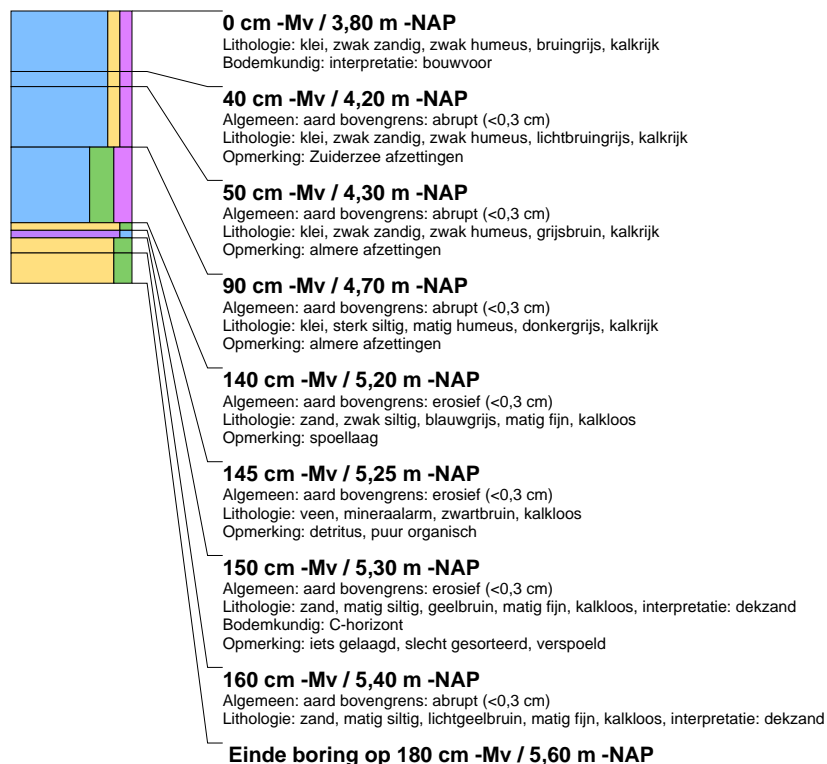 0 cm -Mv / 3,80 m -NAP
Lithologie: klei, zwak zandig, zwak humeus, bruingrijs, kalkrijk
Bodemkundig: interpretatie: bouwvoor
40 cm -Mv / 4,20 m -NAP
Algemeen: aard bovengrens: abrupt (<0,3 cm)
Lithologie: klei, zwak zandig, zwak humeus, lichtbruingrijs, kalkrijk
Opmerking: Zuiderzee afzettingen
50 cm -Mv / 4,30 m -NAP
Algemeen: aard bovengrens: abrupt (<0,3 cm)
Lithologie: klei, zwak zandig, zwak humeus, grijsbruin, kalkrijk
Opmerking: almere afzettingen
90 cm -Mv / 4,70 m -NAP
Algemeen: aard bovengrens: abrupt (<0,3 cm)
Lithologie: klei, sterk siltig, matig humeus, donkergrijs, kalkrijk
Opmerking: almere afzettingen
140 cm -Mv / 5,20 m -NAP
Algemeen: aard bovengrens: erosief (<0,3 cm)
Lithologie: zand, zwak siltig, blauwgrijs, matig fijn, kalkloos
Opmerking: spoellaag
145 cm -Mv / 5,25 m -NAP
Algemeen: aard bovengrens: erosief (<0,3 cm)
Lithologie: veen, mineraalarm, zwartbruin, kalkloos
Opmerking: detritus, puur organisch
150 cm -Mv / 5,30 m -NAP
Algemeen: aard bovengrens: erosief (<0,3 cm)
Lithologie: zand, matig siltig, geelbruin, matig fijn, kalkloos, interpretatie: dekzand
Bodemkundig: C-horizont
Opmerking: iets gelaagd, slecht gesorteerd, verspoeld
160 cm -Mv / 5,40 m -NAP
Algemeen: aard bovengrens: abrupt (<0,3 cm)
Lithologie: zand, matig siltig, lichtgeelbruin, matig fijn, kalkloos, interpretatie: dekzand
Einde boring op 180 cm -Mv / 5,60 m -NAP